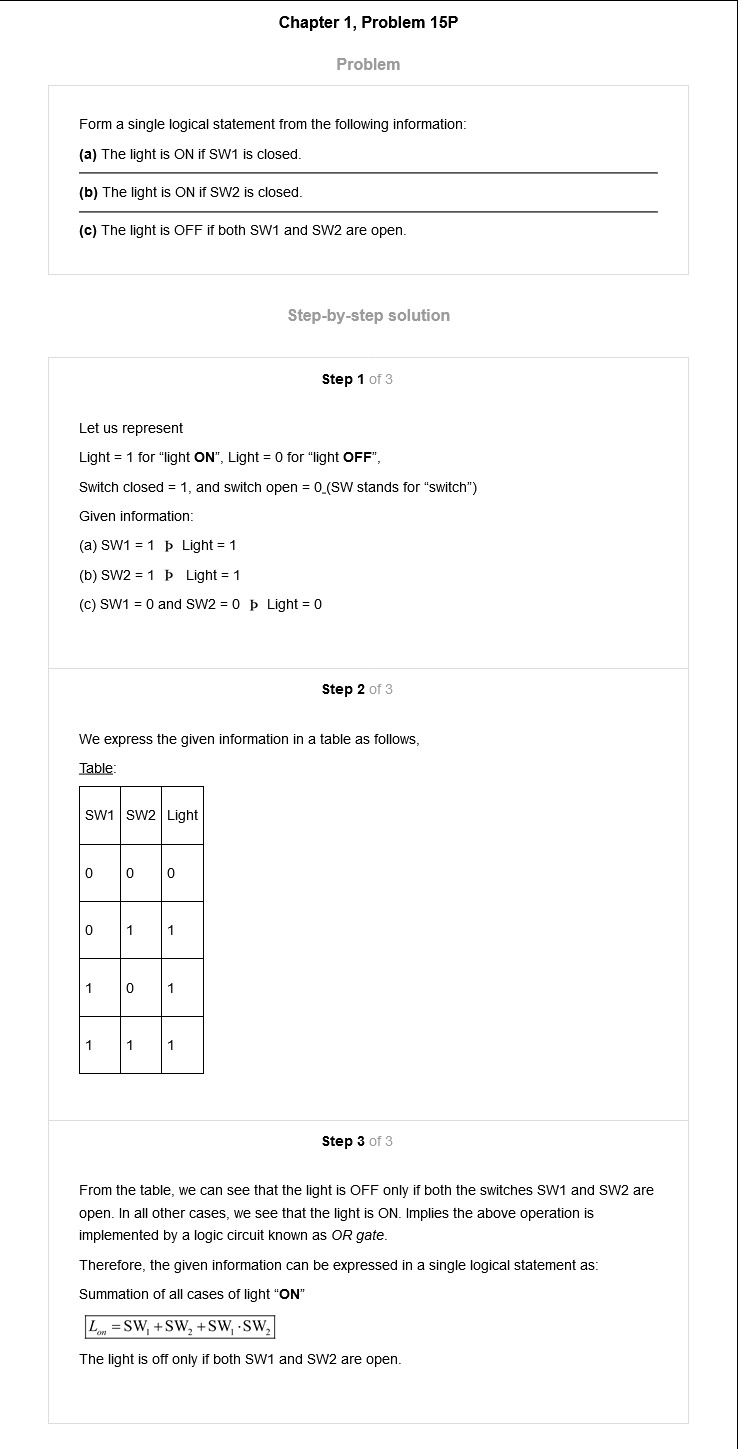 Chapter 1, Problem 15P
Problem
Form a single logical statement from the following information:
(a) The light is ON if SW1 is closed.
(b) The light is ON if SW2 is closed.
(c) The light is OFF if both SW1 and SW2 are open.
Step-by-step solution
Step 1 of 3
Let us represent
Light = 1 for “light ON”, Light = 0 for “light OFF”,
Switch closed = 1, and switch open = 0 (SW stands for “switch”)
Given information:
(a) SW1 = 1 Þ Light = 1
(b) SW2 = 1 Þ Light = 1
(c) SW1 = 0 and SW2 = 0 Þ Light = 0
Step 2 of 3
We express the given information in a table as follows,
Table:
SW1 SW2 Light
0 0 0
0 1 1
1 0 1
1 1 1
Step 3 of 3
From the table, we can see that the light is OFF only if both the switches SW1 and SW2 are
open. In all other cases, we see that the light is ON. Implies the above operation is
implemented by a logic circuit known as OR gate.
Therefore, the given information can be expressed in a single logical statement as:
Summation of all cases of light “ON”
L_on = SW₁ + SW₂ + SW₁ · SW₂
The light is off only if both SW1 and SW2 are open.